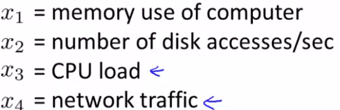 x₁ = memory use of computer
x₂ = number of disk accesses/sec
x₃ = CPU load
x₄ = network traffic